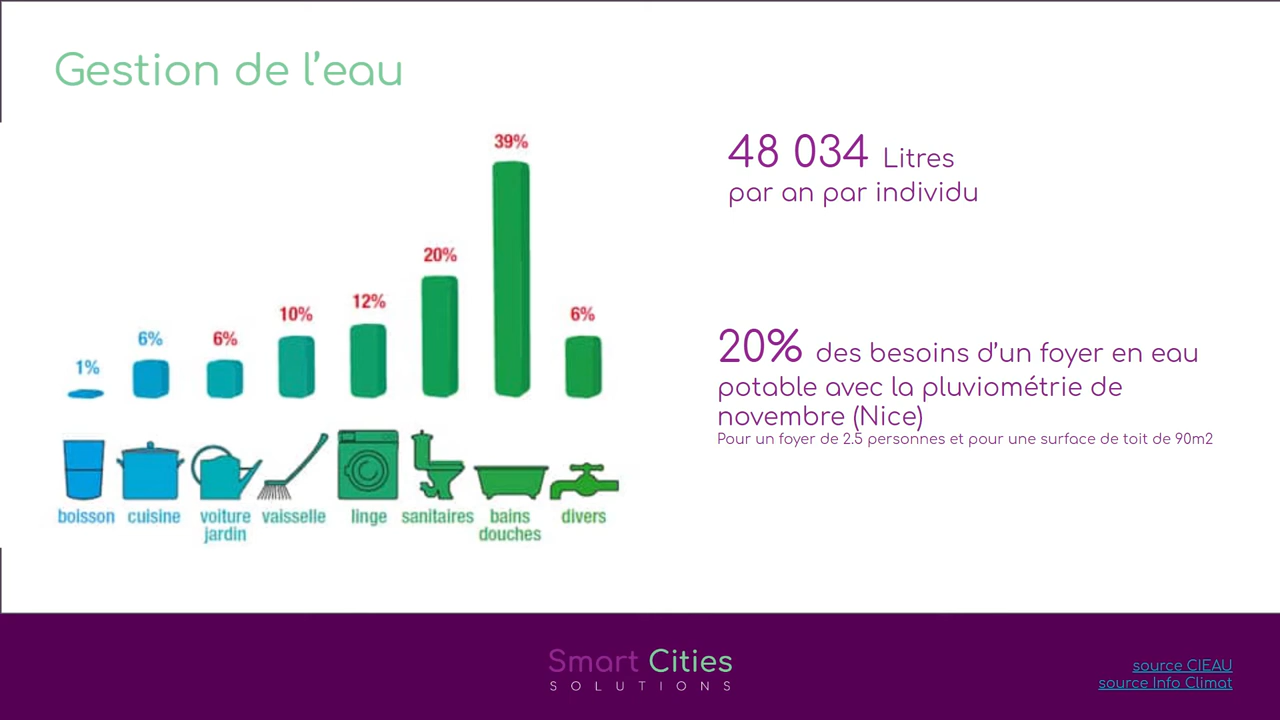 Gestion de l'eau
39%
20%
12%
10%
6%
6%
6%
1%
boisson cuisine voiture vaisselle linge sanitaires bains divers
jardin douches
48 034 Litres
par an par individu
20% des besoins d'un foyer en eau
potable avec la pluviométrie de
novembre (Nice)
Pour un foyer de 2.5 personnes et pour une surface de toit de 90m2
Smart Cities
SOLUTIONS
source CIEAU
source Info Climat